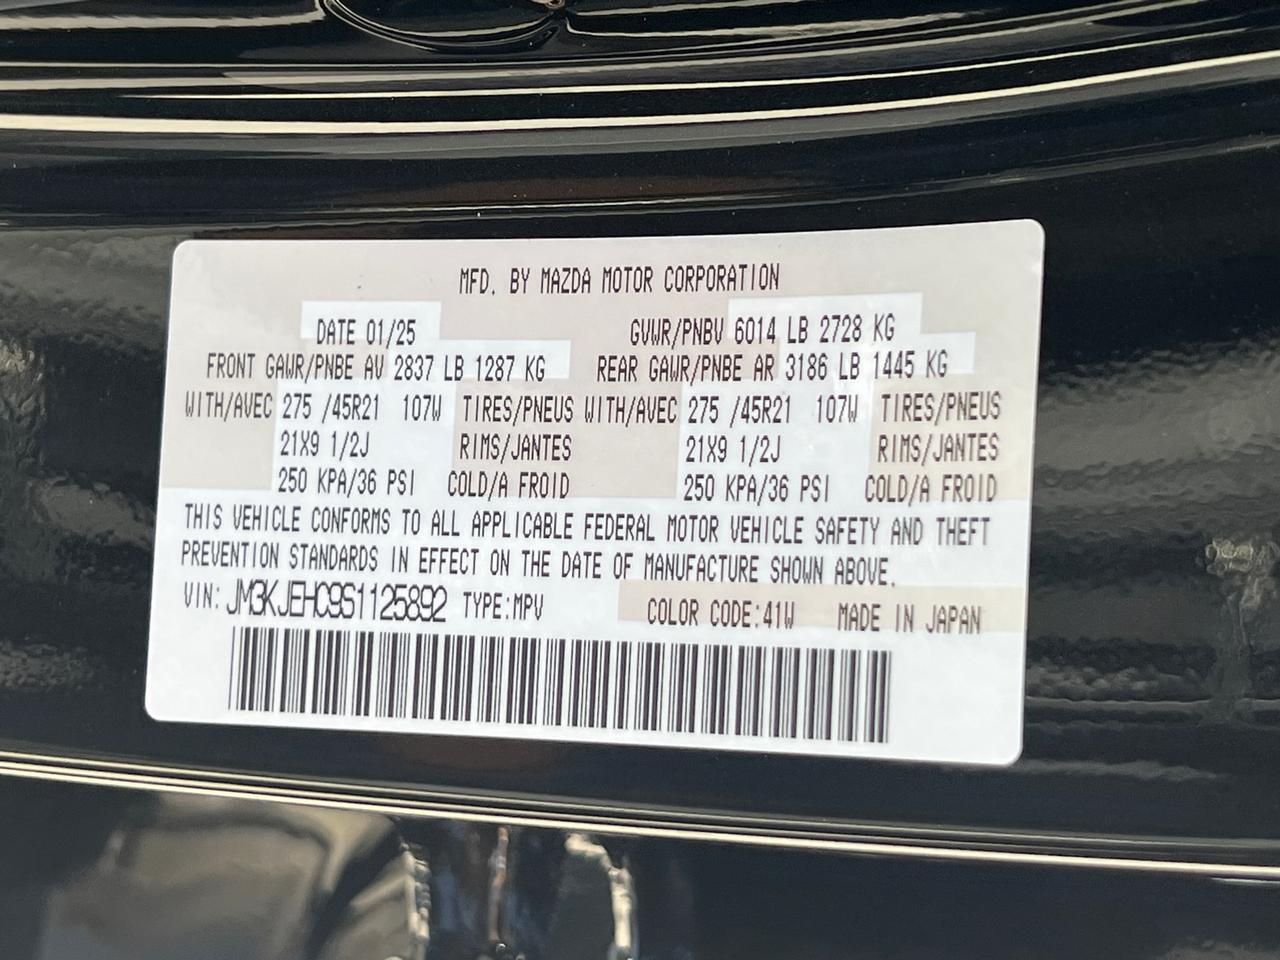 MFD. BY MAZDA MOTOR CORPORATION
DATE 01/25 GVWR/PNBV 6014 LB 2728 KG
FRONT GAWR/PNBE AV 2837 LB 1287 KG REAR GAWR/PNBE AR 3186 LB 1445 KG
WITH/AVEC 275 /45R21 107W TIRES/PNEUS WITH/AVEC 275 /45R21 107W TIRES/PNEUS
21X9 1/2J RIMS/JANTES 21X9 1/2J RIMS/JANTES
250 KPA/36 PSI COLD/A FROID 250 KPA/36 PSI COLD/A FROID
THIS VEHICLE CONFORMS TO ALL APPLICABLE FEDERAL MOTOR VEHICLE SAFETY AND THEFT
PREVENTION STANDARDS IN EFFECT ON THE DATE OF MANUFACTURE SHOWN ABOVE.
VIN: JM3KJEHC9S1125892 TYPE:MPV COLOR CODE:41W MADE IN JAPAN